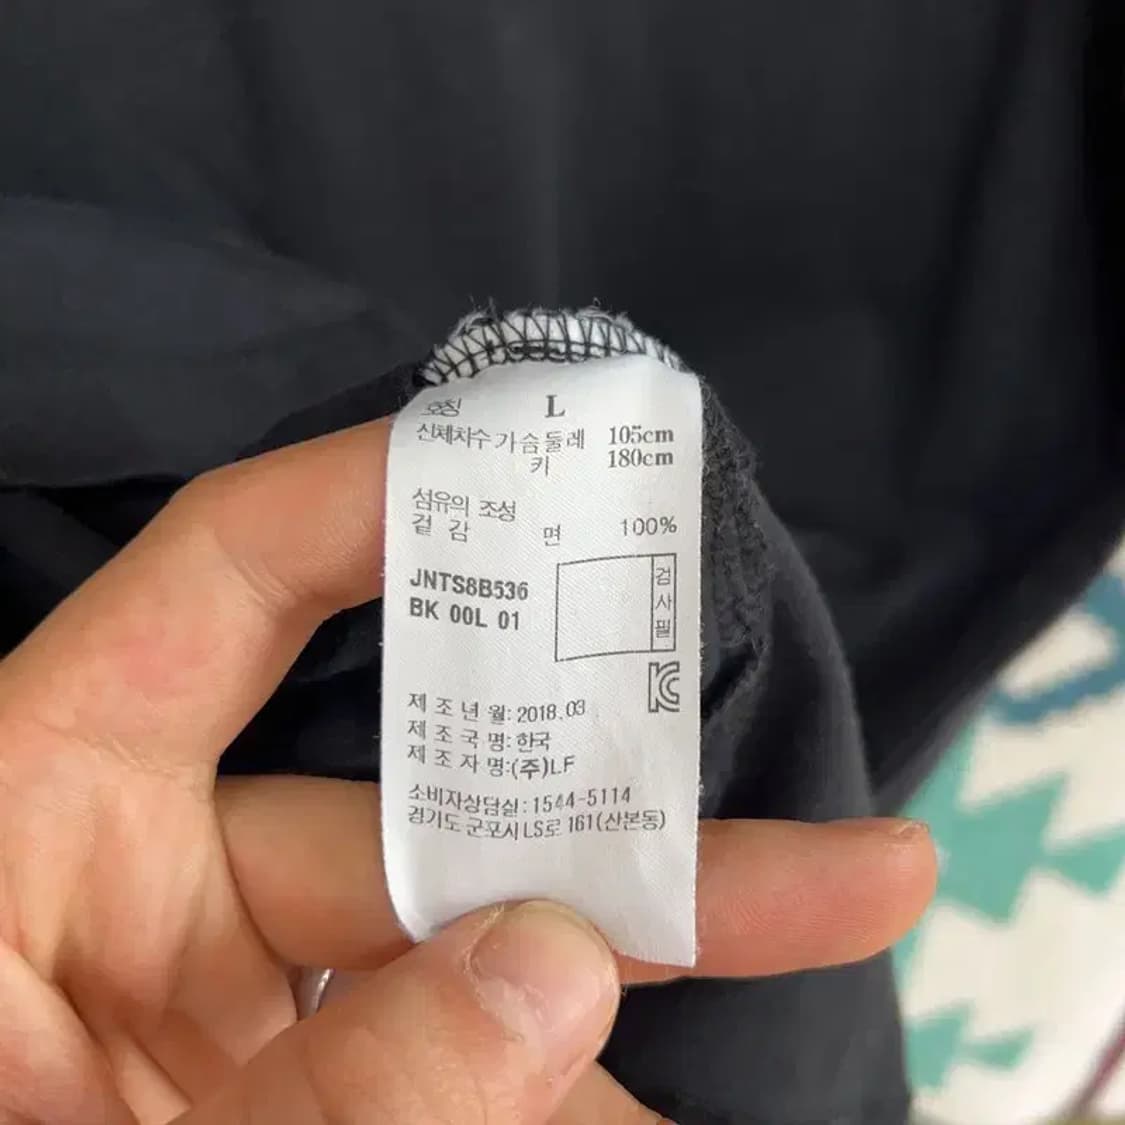 호칭 L
신체치수 가슴둘레 105cm
키 180cm
섬유의 조성
겉감 면 100%
JNTS8B536
BK 00L 01
검사필
KC
제조년월: 2018.03
제조국명: 한국
제조자명:(주)LF
소비자상담실: 1544-5114
경기도 군포시 LS로 161(산본동)